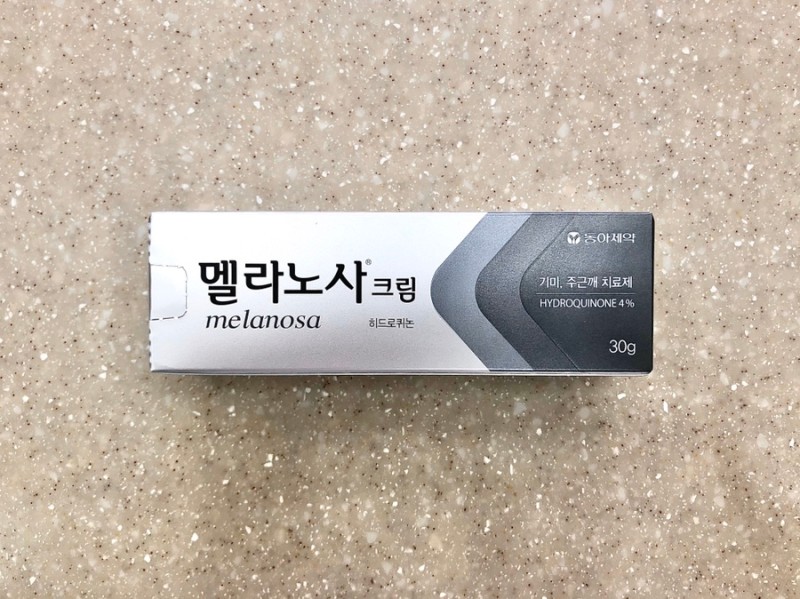 멜라노사® 크림
melanosa 히드로퀴논
동아제약
기미, 주근깨 치료제
HYDROQUINONE 4%
30g